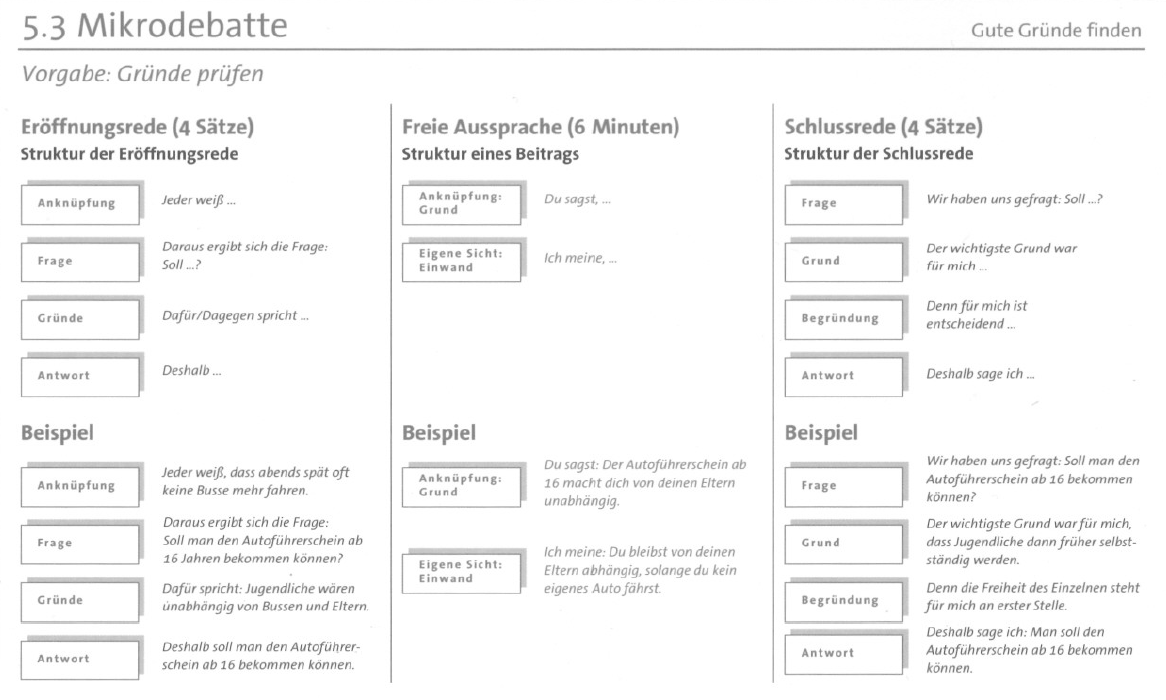 5.3 Mikrodebatte
Gute Gründe finden
Vorgabe: Gründe prüfen
Eröffnungsrede (4 Sätze)
Struktur der Eröffnungsrede
Anknüpfung
Jeder weiß ...
Frage
Daraus ergibt sich die Frage:
Soll ...?
Gründe
Dafür/Dagegen spricht ...
Antwort
Deshalb ...
Beispiel
Anknüpfung
Jeder weiß, dass abends spät oft
keine Busse mehr fahren.
Frage
Daraus ergibt sich die Frage:
Soll man den Autoführerschein ab
16 Jahren bekommen können?
Gründe
Dafür spricht: Jugendliche wären
unabhängig von Bussen und Eltern.
Antwort
Deshalb soll man den Autoführer-
schein ab 16 bekommen können.
Freie Aussprache (6 Minuten)
Struktur eines Beitrags
Anknüpfung:
Grund
Du sagst, ...
Eigene Sicht:
Einwand
Ich meine, ...
Beispiel
Anknüpfung:
Grund
Du sagst: Der Autoführerschein ab
16 macht dich von deinen Eltern
unabhängig.
Eigene Sicht:
Einwand
Ich meine: Du bleibst von deinen
Eltern abhängig, solange du kein
eigenes Auto fährst.
Schlussrede (4 Sätze)
Struktur der Schlussrede
Frage
Wir haben uns gefragt: Soll ...?
Grund
Der wichtigste Grund war
für mich ...
Begründung
Denn für mich ist
entscheidend ...
Antwort
Deshalb sage ich ...
Beispiel
Frage
Wir haben uns gefragt: Soll man den
Autoführerschein ab 16 bekommen
können?
Grund
Der wichtigste Grund war für mich,
dass Jugendliche dann früher selbst-
ständig werden.
Begründung
Denn die Freiheit des Einzelnen steht
für mich an erster Stelle.
Antwort
Deshalb sage ich: Man soll den
Autoführerschein ab 16 bekommen
können.